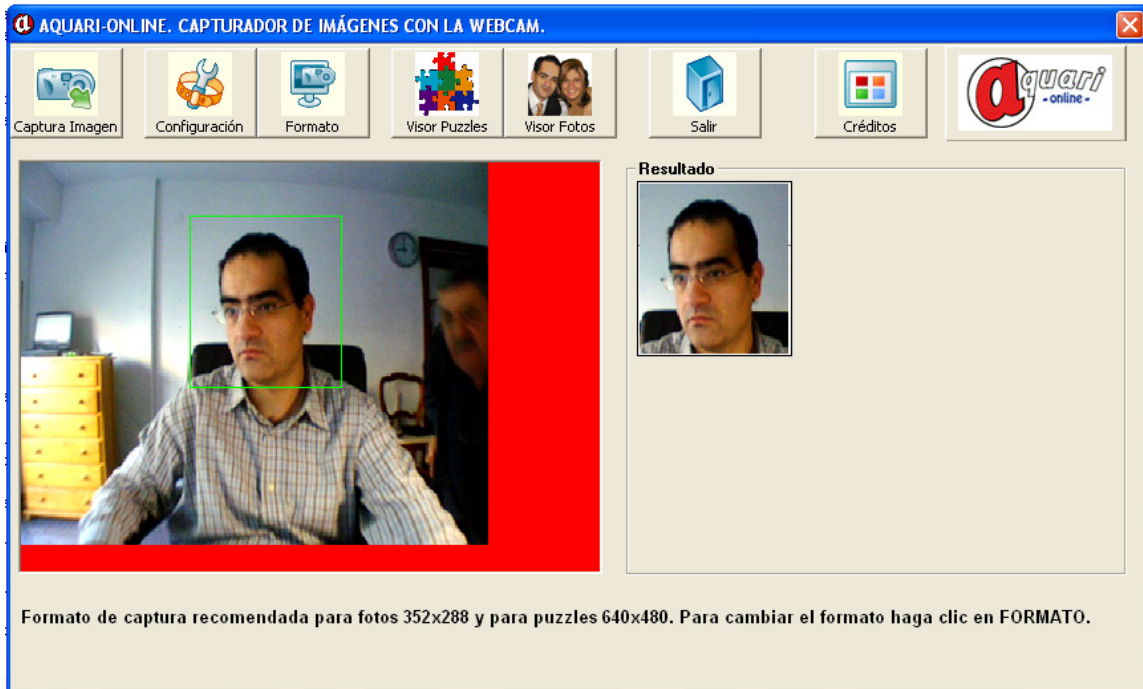 AQUARI-ONLINE. CAPTURADOR DE IMÁGENES CON LA WEBCAM.
Captura Imagen
Configuración
Formato
Visor Puzzles
Visor Fotos
Salir
Créditos
aquari
- online -
Resultado
Formato de captura recomendada para fotos 352x288 y para puzzles 640x480. Para cambiar el formato haga clic en FORMATO.